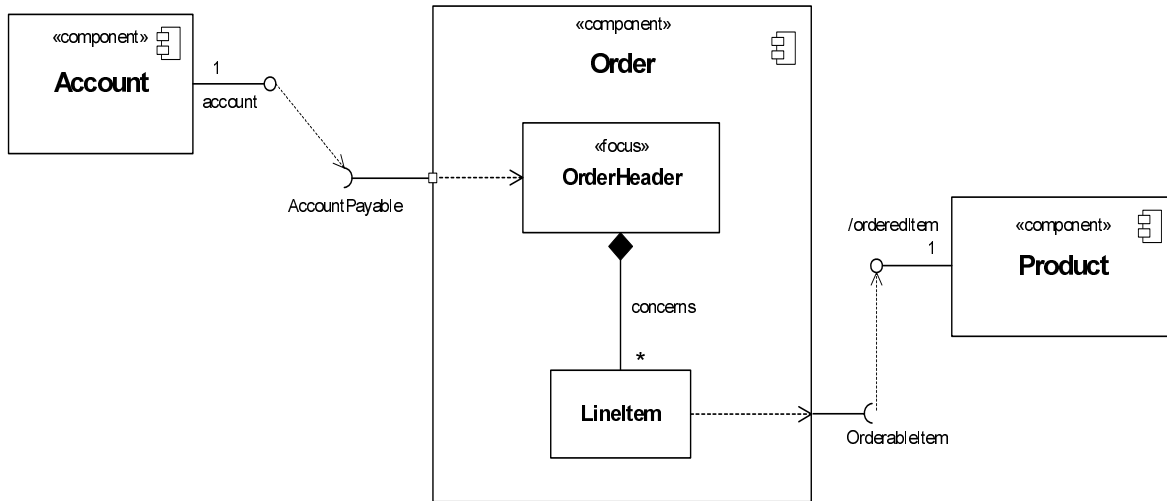 «component»
Account
1
account
AccountPayable
«component»
Order
«focus»
OrderHeader
concerns
*
LineItem
OrderableItem
/orderedItem
1
«component»
Product